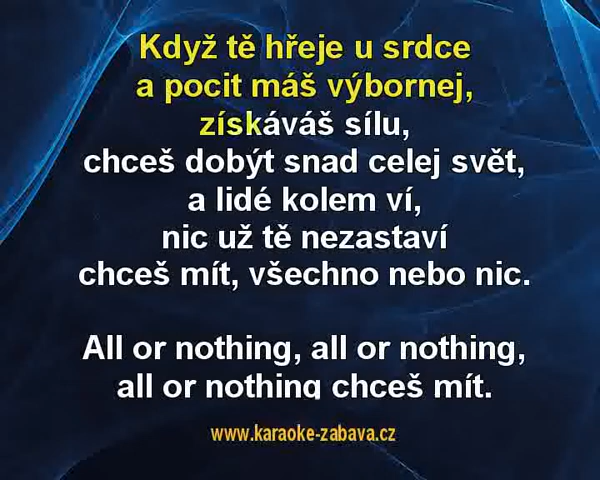 Když tě hřeje u srdce
a pocit máš výbornej,
získáváš sílu,
chceš dobýt snad celej svět,
a lidé kolem ví,
nic už tě nezastaví
chceš mít, všechno nebo nic.
All or nothing, all or nothing,
all or nothing chceš mít.
www.karaoke-zabava.cz